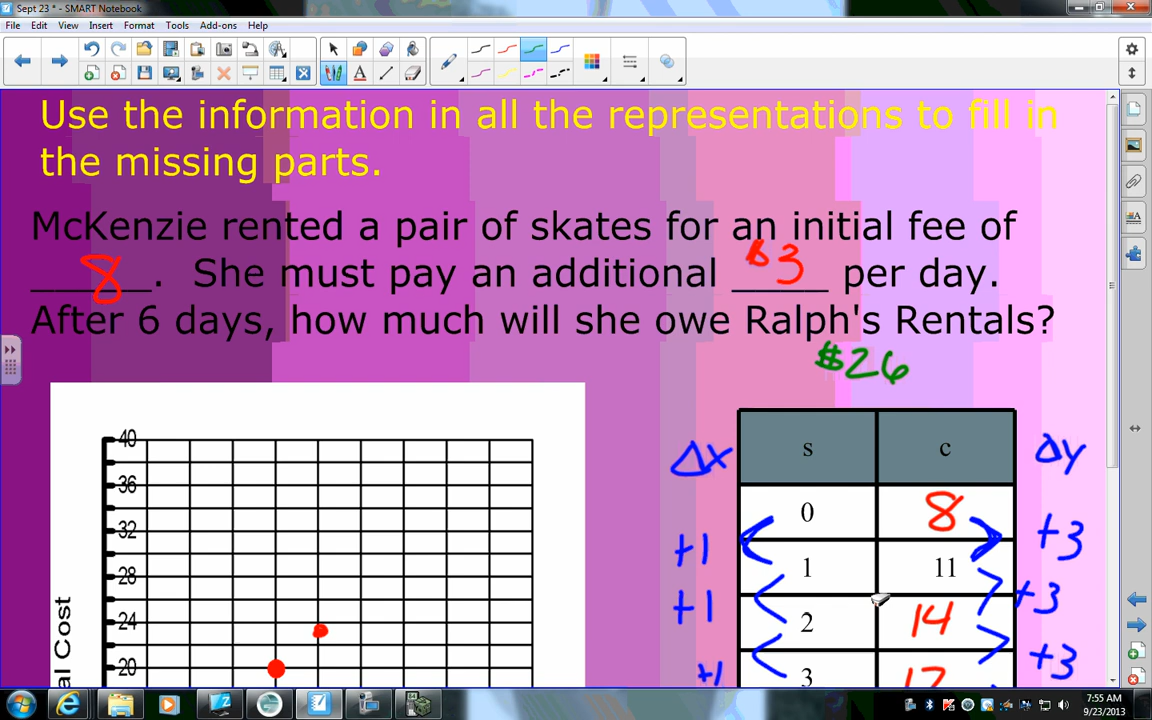 Sept 23 * - SMART Notebook
File Edit View Insert Format Tools Add-ons Help
Use the information in all the representations to fill in
the missing parts.
McKenzie rented a pair of skates for an initial fee of
8. She must pay an additional $3 per day.
After 6 days, how much will she owe Ralph's Rentals?
$26
40
36
32
28
24
20
al Cost
Δx s c Δy
0 8
+1 +3
1 11
+1 +3
2 14
+1 +3
3 17
7:55 AM
9/23/2013